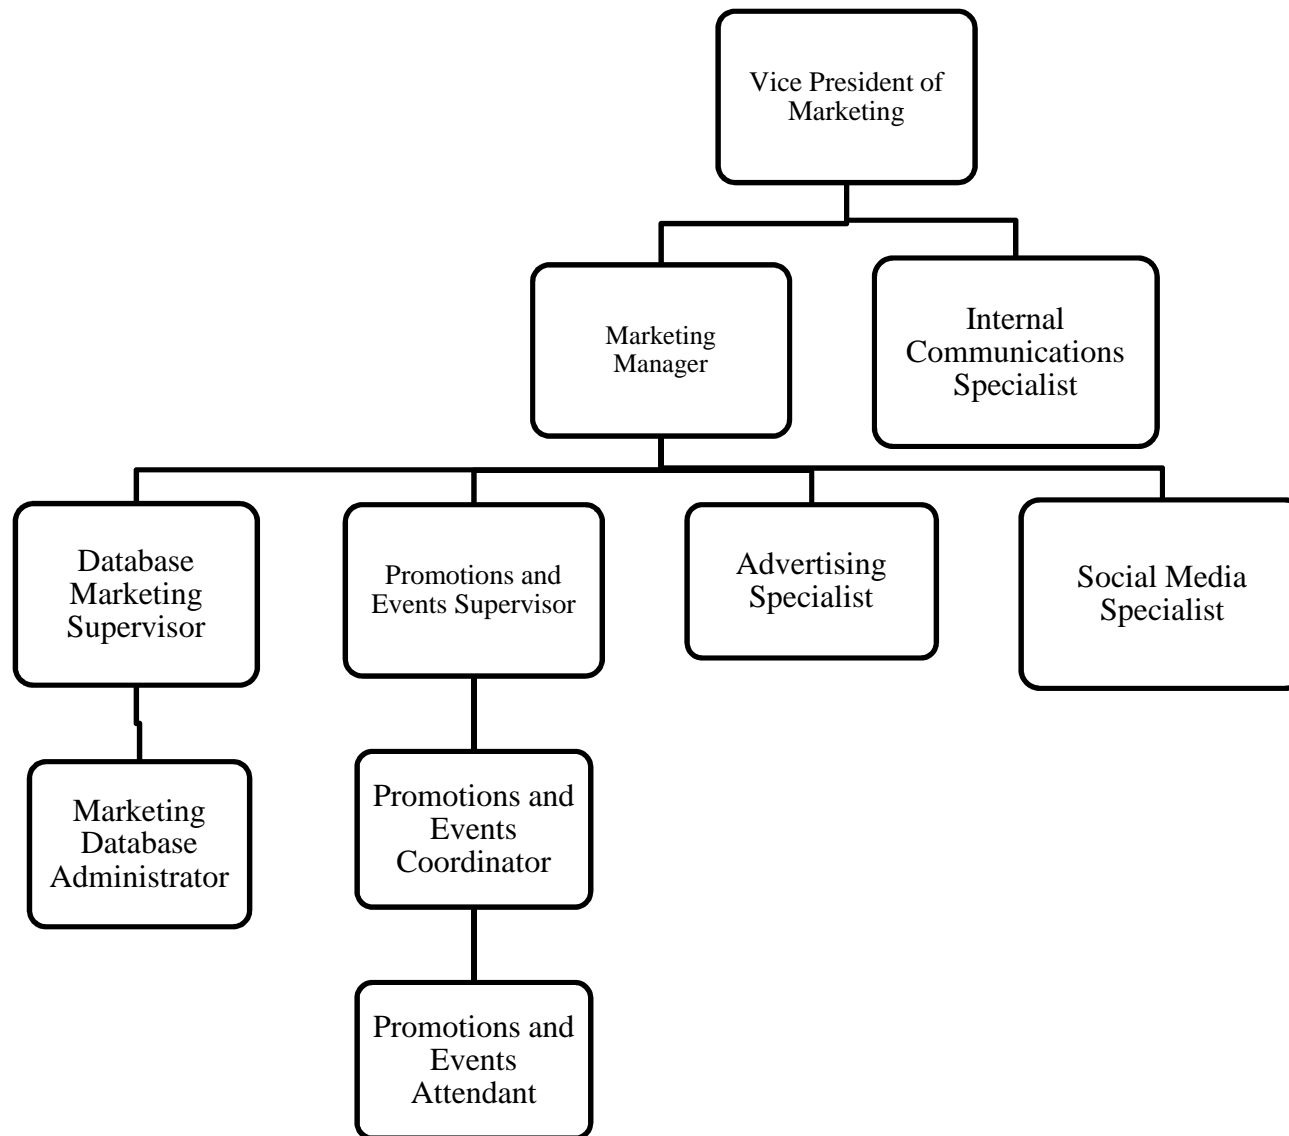 Vice President of
Marketing
Marketing
Manager
Internal
Communications
Specialist
Database
Marketing
Supervisor
Promotions and
Events Supervisor
Advertising
Specialist
Social Media
Specialist
Marketing
Database
Administrator
Promotions and
Events
Coordinator
Promotions and
Events
Attendant